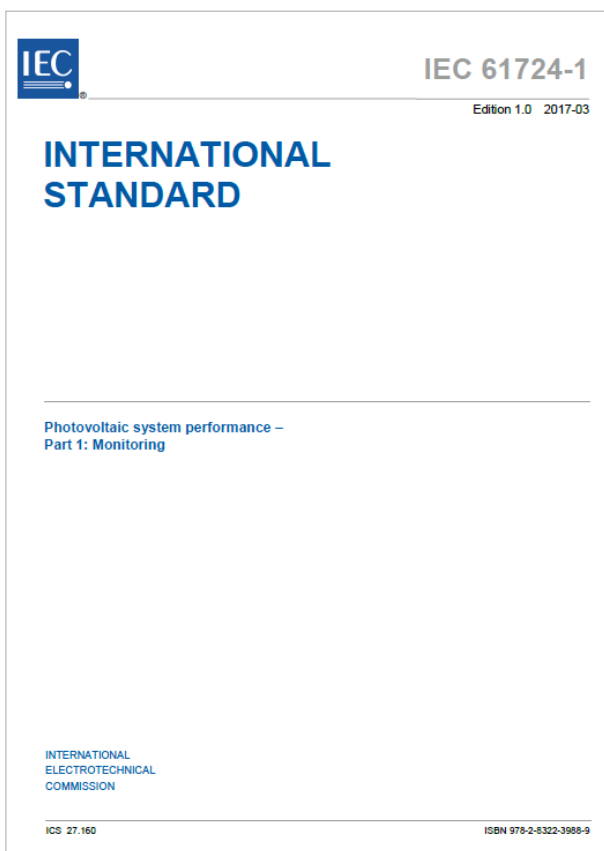 IEC
®
IEC 61724-1
Edition 1.0 2017-03
INTERNATIONAL
STANDARD
Photovoltaic system performance –
Part 1: Monitoring
INTERNATIONAL
ELECTROTECHNICAL
COMMISSION
ICS 27.160
ISBN 978-2-8322-3988-9